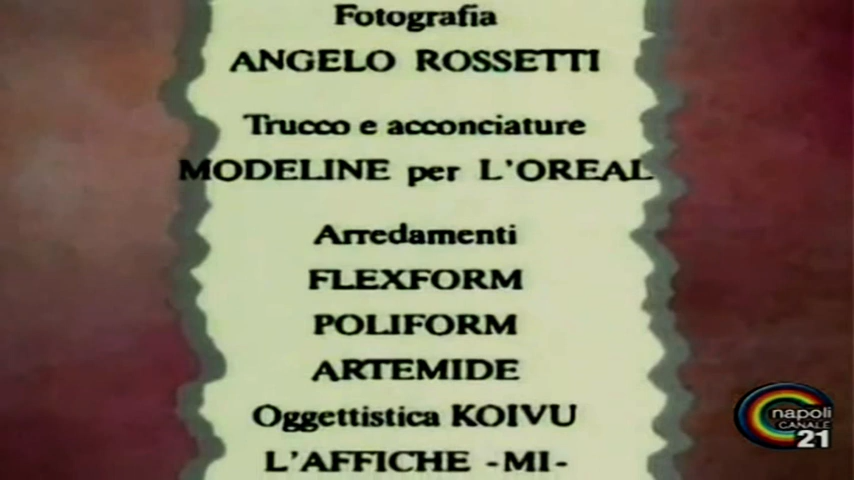 Fotografia
ANGELO ROSSETTI
Trucco e acconciature
MODELINE per L'OREAL
Arredamenti
FLEXFORM
POLIFORM
ARTEMIDE
Oggettistica KOIVU
L'AFFICHE -MI-
napoli
CANALE
21